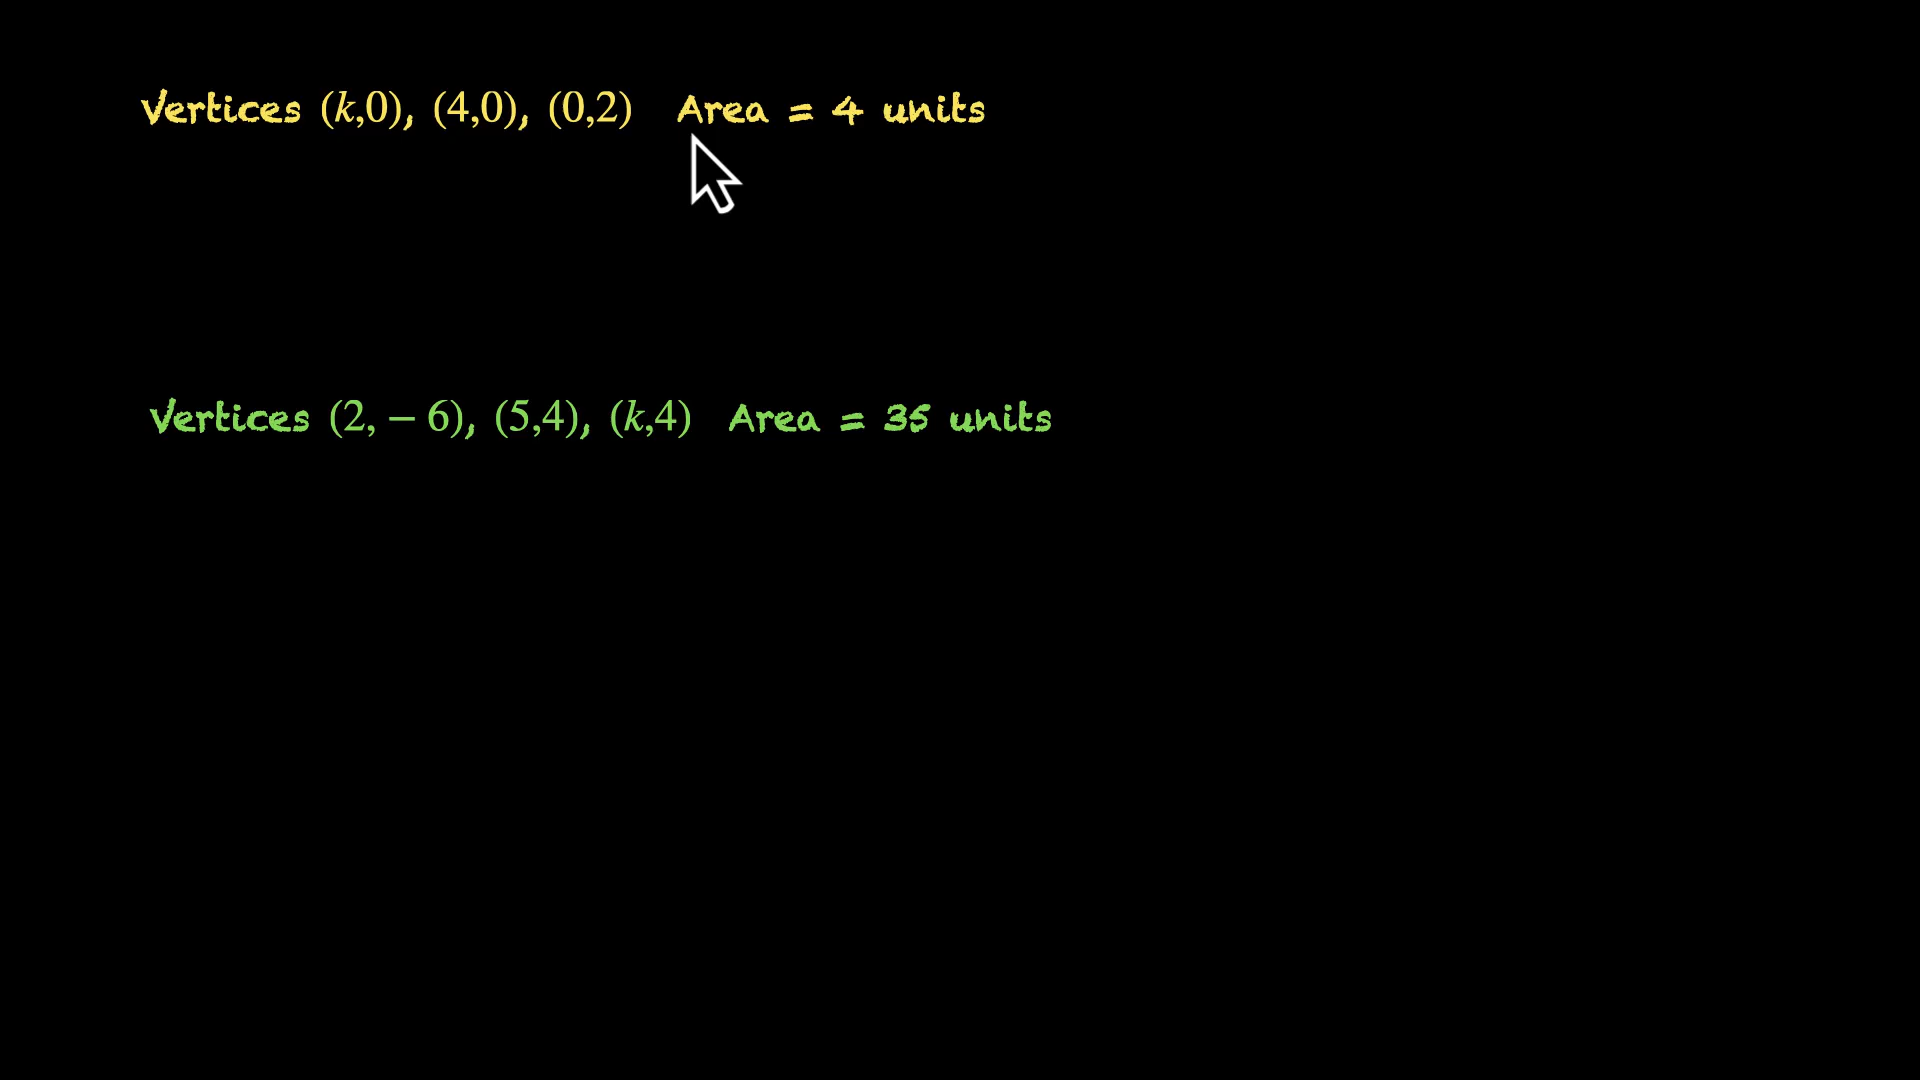 Vertices (k,0), (4,0), (0,2) Area = 4 units
Vertices (2, − 6), (5,4), (k,4) Area = 35 units